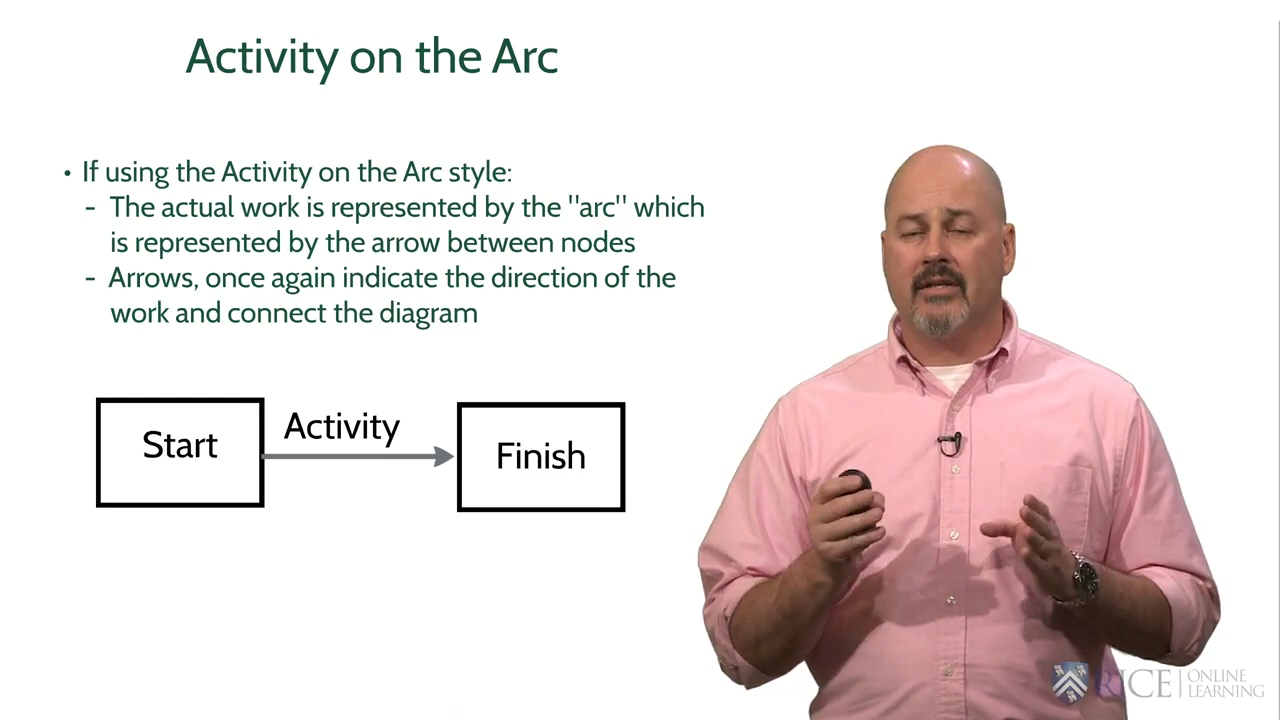 Activity on the Arc
• If using the Activity on the Arc style:
- The actual work is represented by the "arc" which
is represented by the arrow between nodes
- Arrows, once again indicate the direction of the
work and connect the diagram
Start
Activity
Finish
RICE
ONLINE
LEARNING